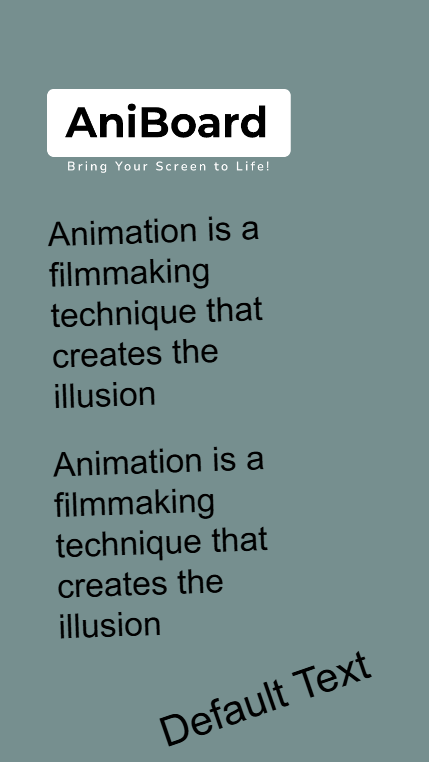 AniBoard
Bring Your Screen to Life!
Animation is a
filmmaking
technique that
creates the
illusion
Animation is a
filmmaking
technique that
creates the
illusion
Default Text